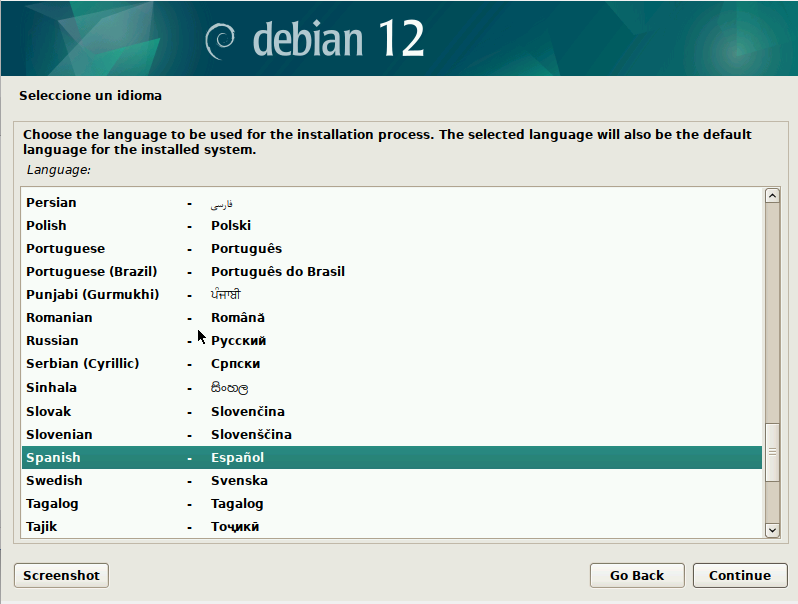 debian 12
Seleccione un idioma
Choose the language to be used for the installation process. The selected language will also be the default
language for the installed system.
Language:
Persian - فارسی
Polish - Polski
Portuguese - Português
Portuguese (Brazil) - Português do Brasil
Punjabi (Gurmukhi) - ਪੰਜਾਬੀ
Romanian - Română
Russian - Русский
Serbian (Cyrillic) - Српски
Sinhala - සිංහල
Slovak - Slovenčina
Slovenian - Slovenščina
Spanish - Español
Swedish - Svenska
Tagalog - Tagalog
Tajik - Тоҷикӣ
Screenshot Go Back Continue